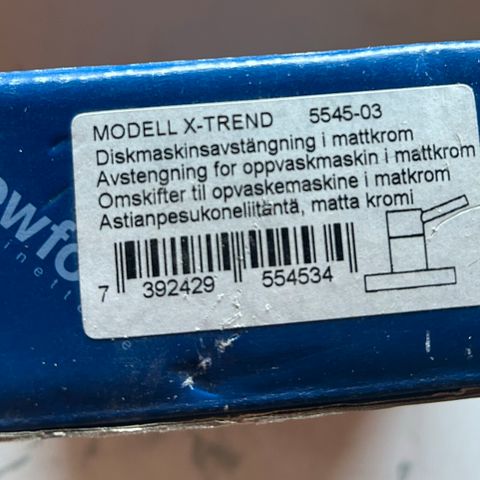 MODELL X-TREND 5545-03
Diskmaskinsavstängning i mattkrom
Avstengning for oppvaskmaskin i mattkrom
Omskifter til opvaskemaskine i matkrom
Astianpesukoneliitäntä, matta kromi
7 392429 554534